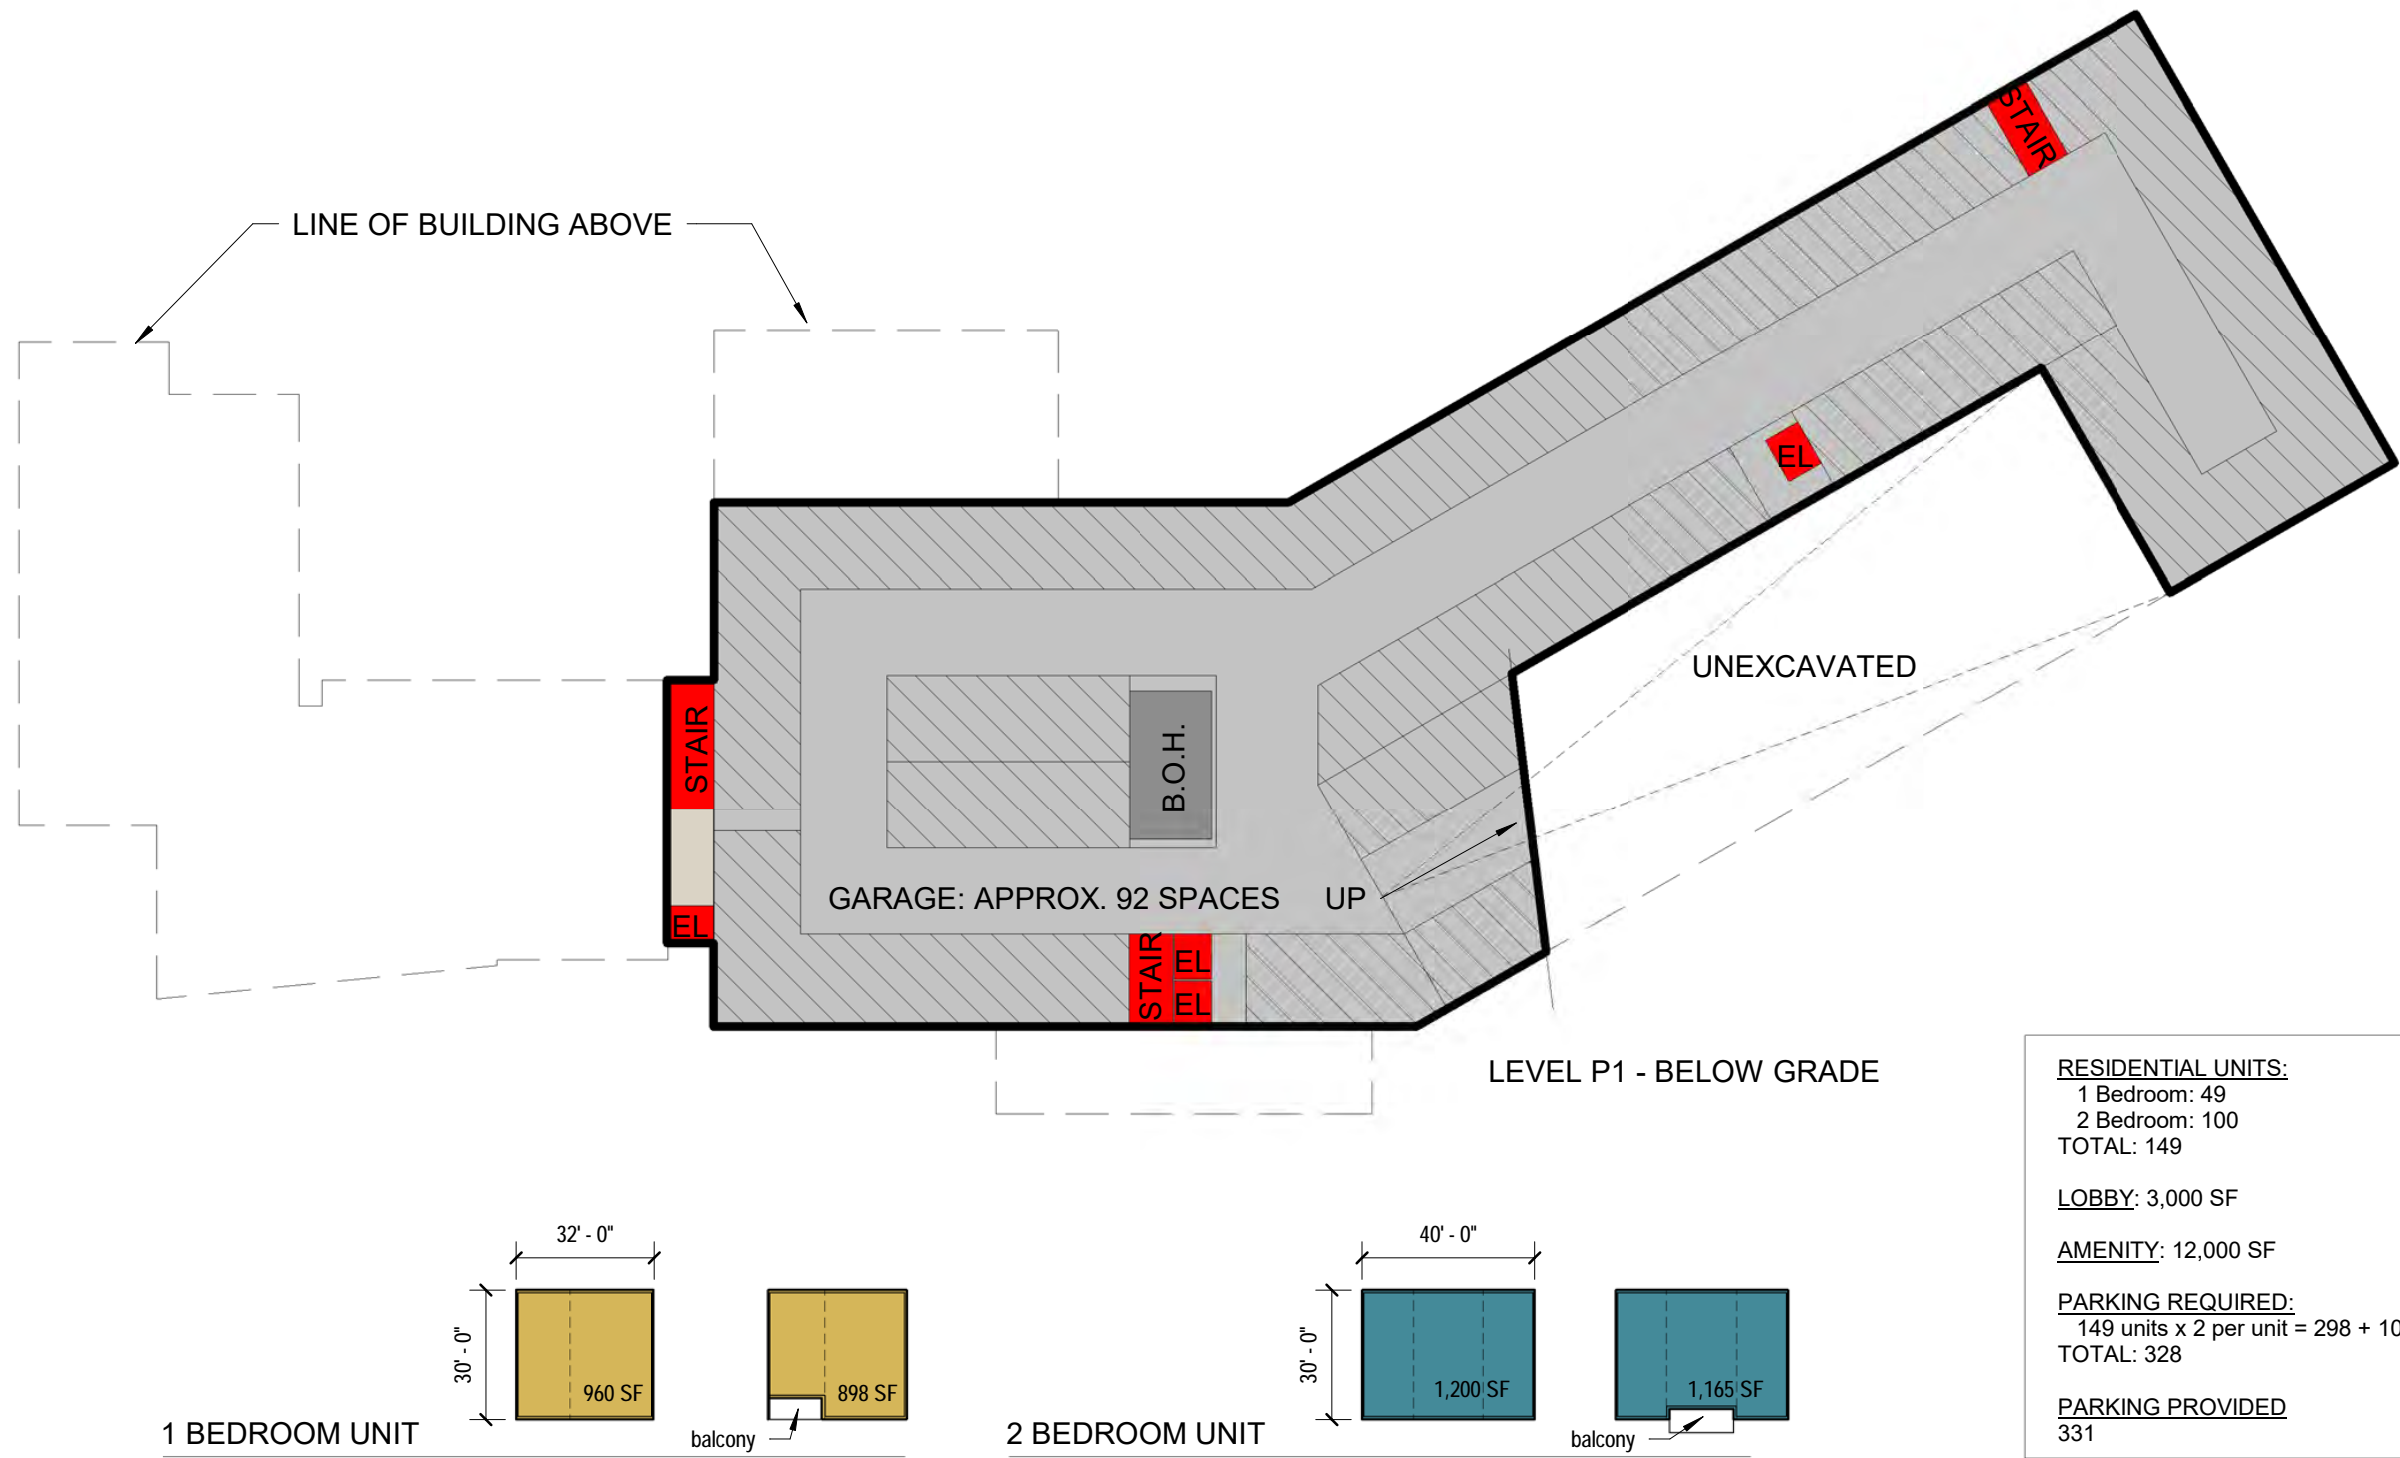 STAIR
LINE OF BUILDING ABOVE
EL
UNEXCAVATED
STAIR
B.O.H.
GARAGE: APPROX. 92 SPACES
UP
EL
STAIR
EL
EL
LEVEL P1 - BELOW GRADE
32' - 0"
30' - 0"
960 SF
898 SF
1 BEDROOM UNIT
balcony
40' - 0"
30' - 0"
1,200 SF
1,165 SF
2 BEDROOM UNIT
balcony
RESIDENTIAL UNITS:
1 Bedroom: 49
2 Bedroom: 100
TOTAL: 149
LOBBY: 3,000 SF
AMENITY: 12,000 SF
PARKING REQUIRED:
149 units x 2 per unit = 298 + 10
TOTAL: 328
PARKING PROVIDED
331